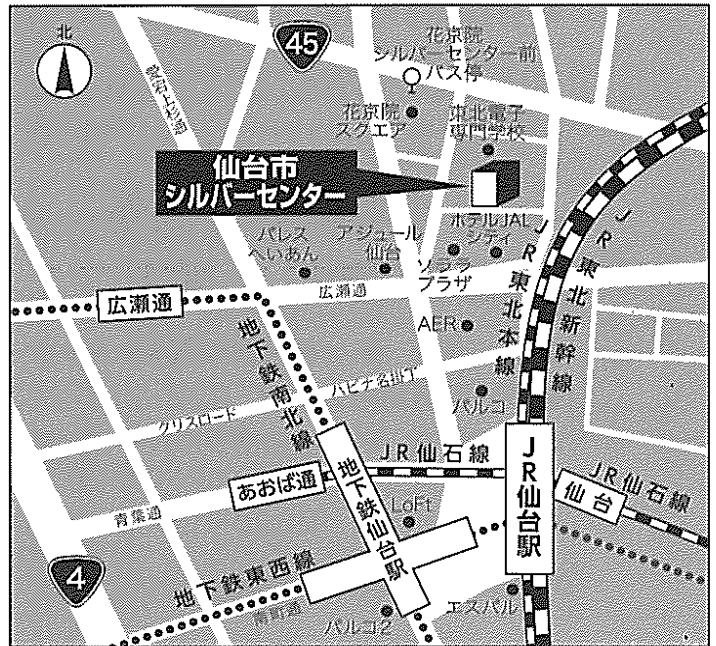 北
45
花京院
シルバーセンター前
バス停
花京院
スクエア
東北電子
専門学校
仙台市
シルバーセンター
ホテルJAL
シティ
パレス
へいあん
アジュール
仙台
ソララ
プラザ
広瀬通
広瀬通
JR東北本線
JR東北新幹線
AER
地下鉄南北線
ハピナ名掛丁
クリスロード
パルコ
JR仙石線
あおば通
青葉通
地下鉄仙台駅
JR仙台駅
JR仙石線
仙台
Loft
4
地下鉄東西線
南町通
パルコ2
エスパル